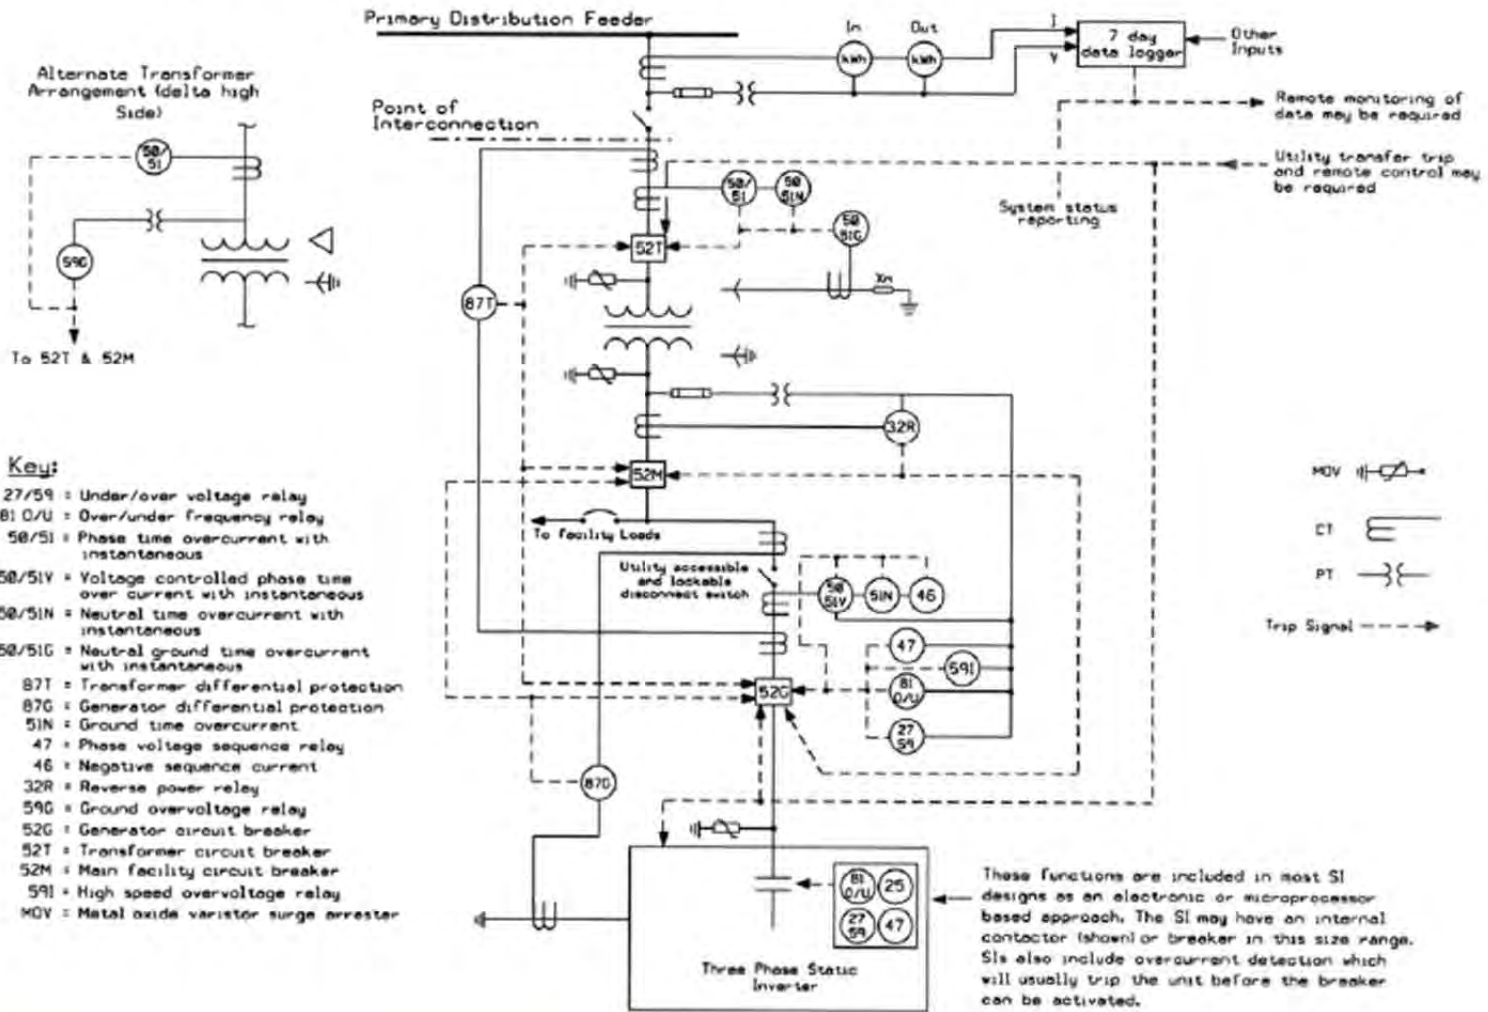 Primary Distribution Feeder
In
Out
kWh
kWh
I
V
7 day
data logger
Other
Inputs
Remote monitoring of
data may be required
Utility transfer trip
and remote control may
be required
System status
reporting
Alternate Transformer
Arrangement (delta high
Side)
50/
51
59G
To 52T & 52M
Point of
Interconnection
50/
51
50
51N
50
51G
52T
Xn
87T
32R
52M
To Facility Loads
Utility accessible
and lockable
disconnect switch
50
51V
51N
46
47
59I
81
O/U
27
59
52G
87G
MOV
CT
PT
Trip Signal
Key:
27/59 = Under/over voltage relay
81 O/U = Over/under frequency relay
50/51 = Phase time overcurrent with
instantaneous
50/51V = Voltage controlled phase time
over current with instantaneous
50/51N = Neutral time overcurrent with
instantaneous
50/51G = Neutral ground time overcurrent
with instantaneous
87T = Transformer differential protection
87G = Generator differential protection
51N = Ground time overcurrent
47 = Phase voltage sequence relay
46 = Negative sequence current
32R = Reverse power relay
59G = Ground overvoltage relay
52G = Generator circuit breaker
52T = Transformer circuit breaker
52M = Main facility circuit breaker
59I = High speed overvoltage relay
MOV = Metal oxide varistor surge arrester
81
O/U
25
27
59
47
Three Phase Static
Inverter
These functions are included in most SI
designs as an electronic or microprocessor
based approach. The SI may have an internal
contactor (shown) or breaker in this size range.
SIs also include overcurrent detection which
will usually trip the unit before the breaker
can be activated.